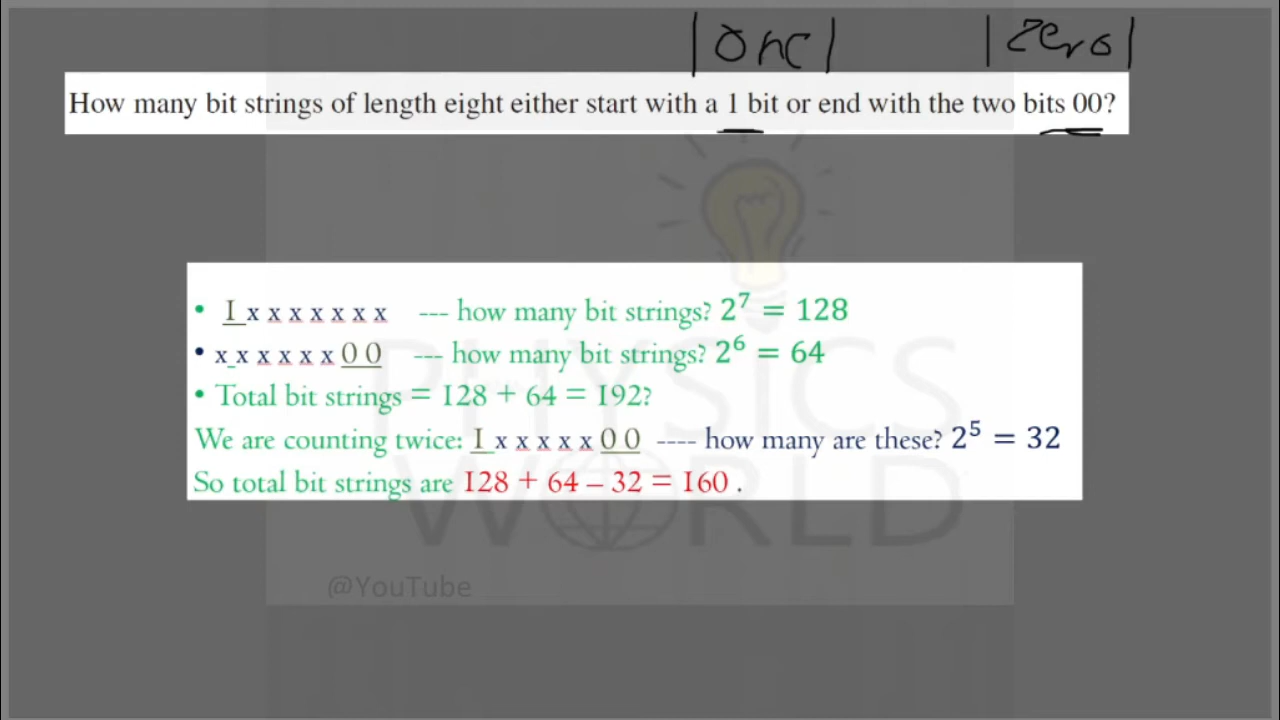 |One| |Zero|
How many bit strings of length eight either start with a 1 bit or end with the two bits 00?
• 1 x x x x x x x --- how many bit strings? 2⁷ = 128
• x x x x x x 0 0 --- how many bit strings? 2⁶ = 64
• Total bit strings = 128 + 64 = 192?
We are counting twice: 1 x x x x x 0 0 ---- how many are these? 2⁵ = 32
So total bit strings are 128 + 64 – 32 = 160 .
PHYSICS
WORLD
@YouTube